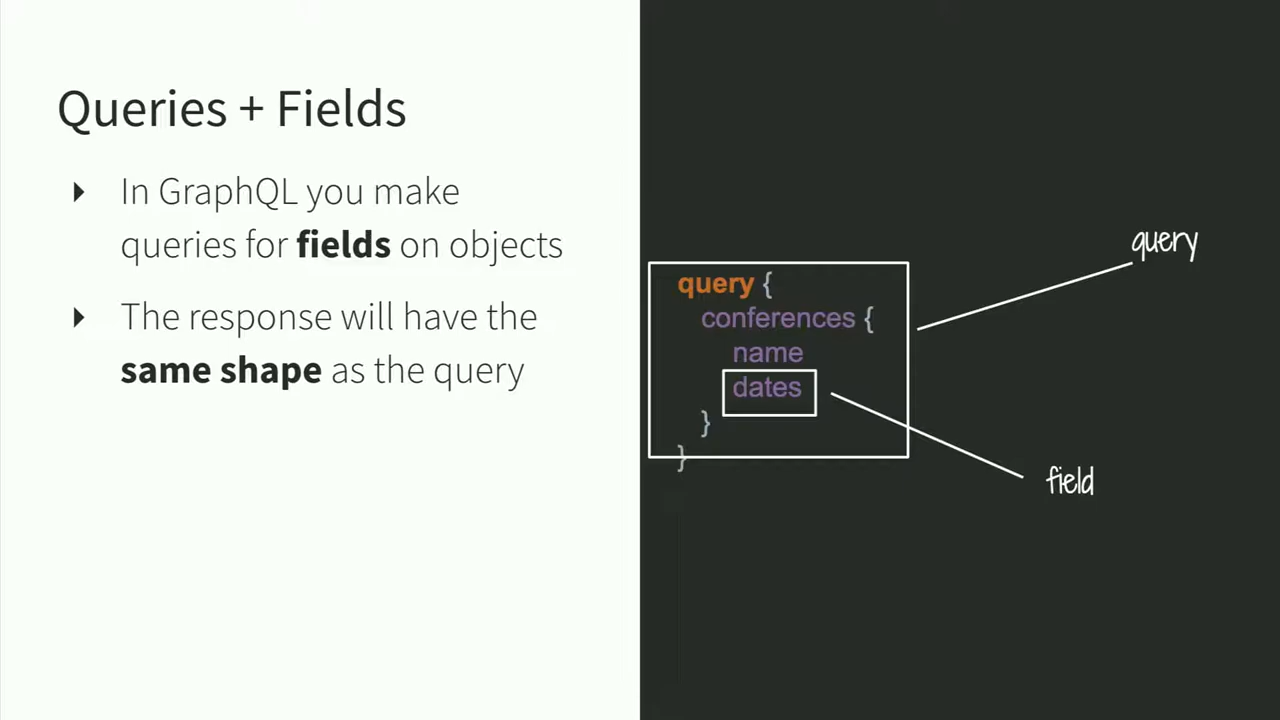 Queries + Fields
In GraphQL you make
queries for fields on objects
The response will have the
same shape as the query
query {
conferences {
name
dates
}
}
query
field